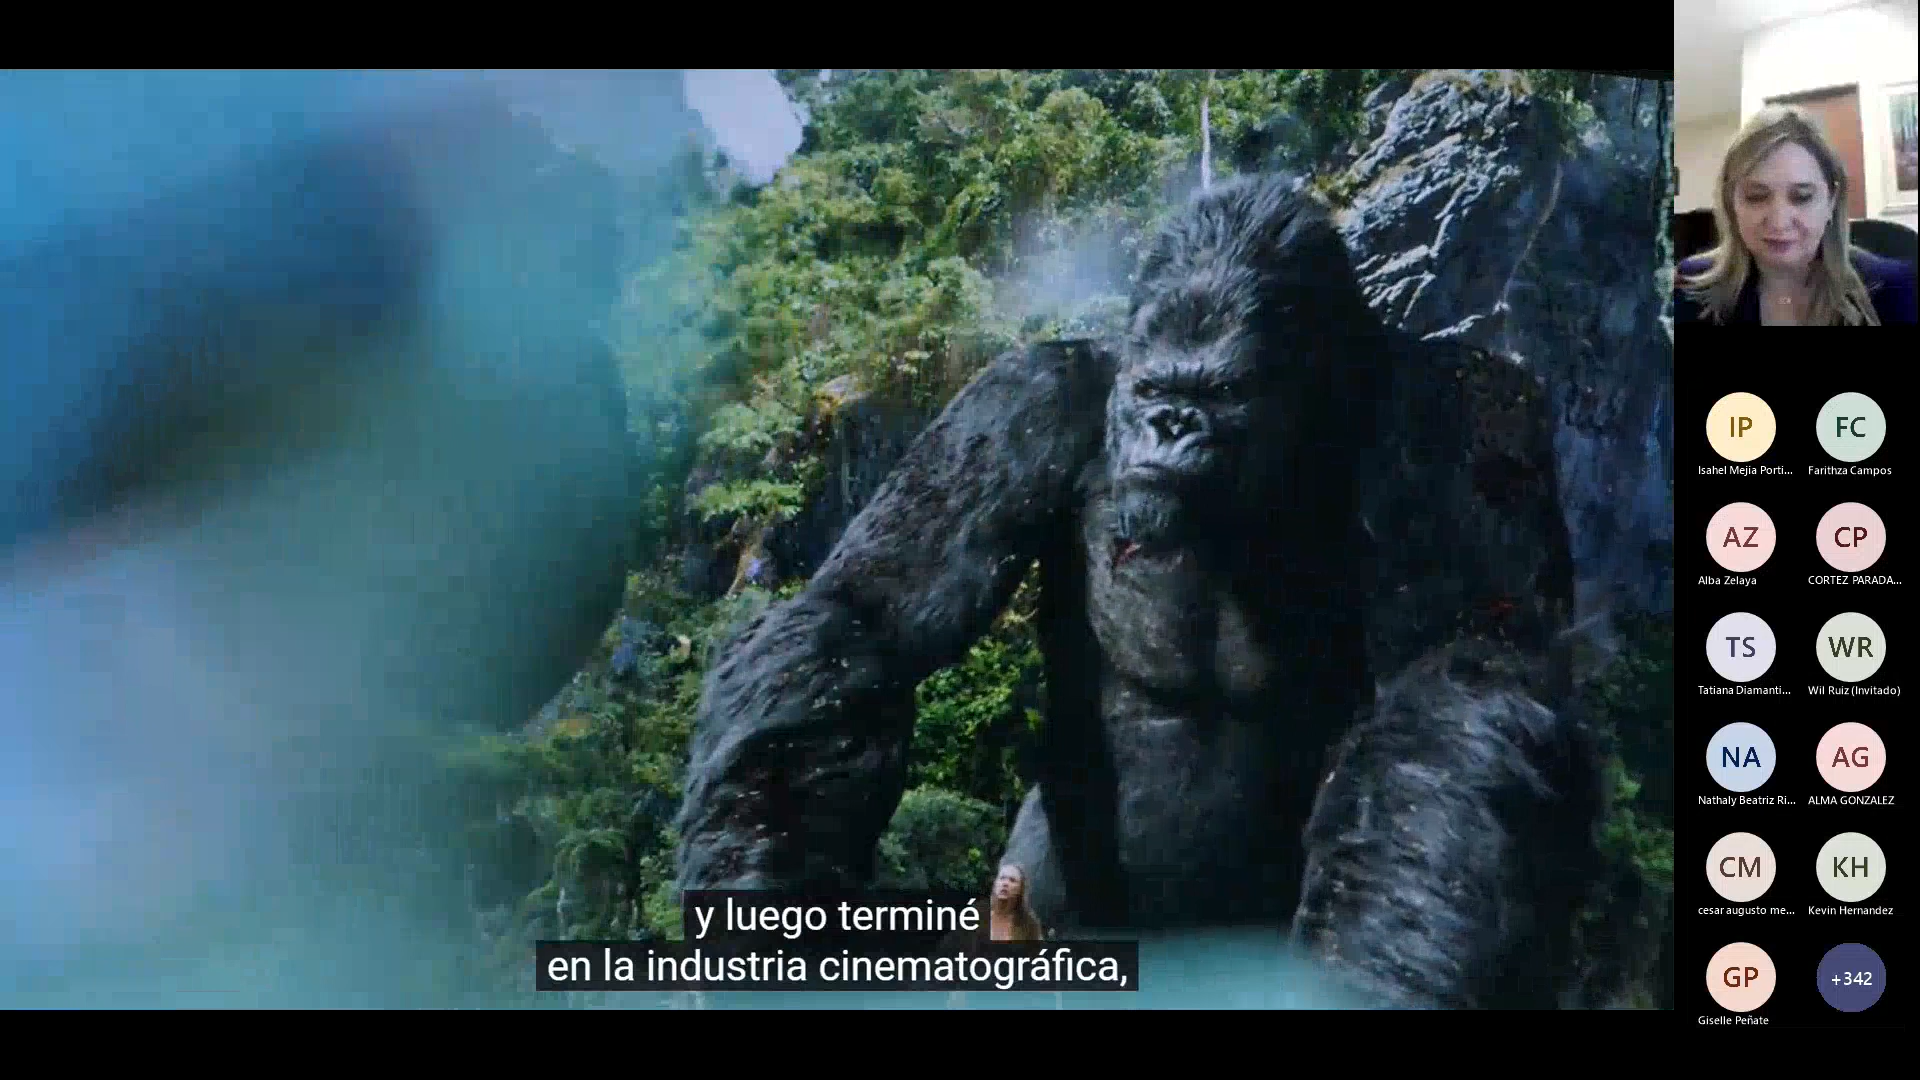 y luego terminé
en la industria cinematográfica,
IP
FC
Isahel Mejia Porti...
Farithza Campos
AZ
CP
Alba Zelaya
CORTEZ PARADA...
TS
WR
Tatiana Diamanti...
Wil Ruiz (Invitado)
NA
AG
Nathaly Beatriz Ri...
ALMA GONZALEZ
CM
KH
cesar augusto me...
Kevin Hernandez
GP
+342
Giselle Peñate